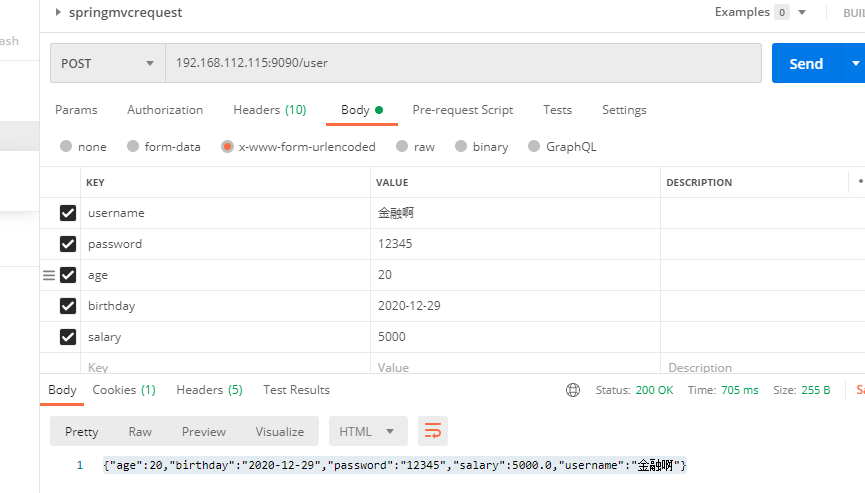 springmvcrequest
Examples 0
BUIL
ash
POST
192.168.112.115:9090/user
Send
Params Authorization Headers (10) Body Pre-request Script Tests Settings
none form-data x-www-form-urlencoded raw binary GraphQL
KEY VALUE DESCRIPTION
username 金融啊
password 12345
age 20
birthday 2020-12-29
salary 5000
Key Value Description
Body Cookies (1) Headers (5) Test Results Status: 200 OK Time: 705 ms Size: 255 B Sa
Pretty Raw Preview Visualize HTML
1 {"age":20,"birthday":"2020-12-29","password":"12345","salary":5000.0,"username":"金融啊"}